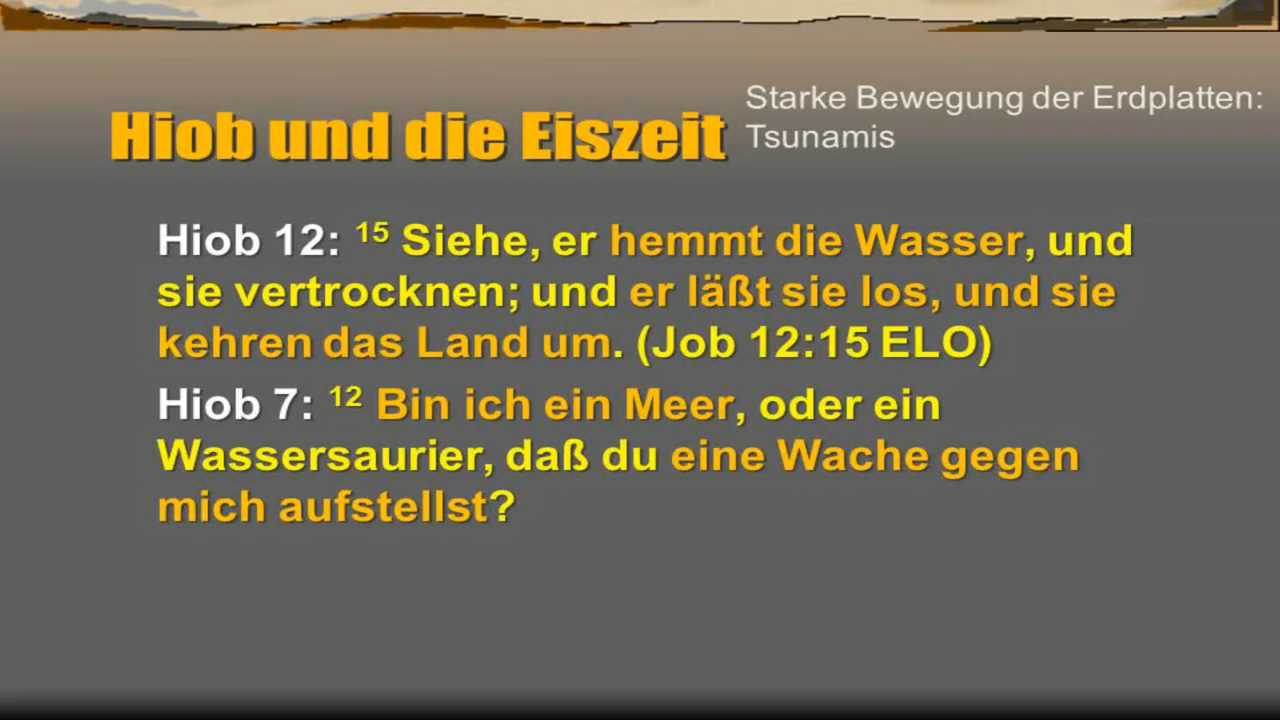 Hiob und die Eiszeit
Starke Bewegung der Erdplatten:
Tsunamis
Hiob 12: 15 Siehe, er hemmt die Wasser, und
sie vertrocknen; und er läßt sie los, und sie
kehren das Land um. (Job 12:15 ELO)
Hiob 7: 12 Bin ich ein Meer, oder ein
Wassersaurier, daß du eine Wache gegen
mich aufstellst?